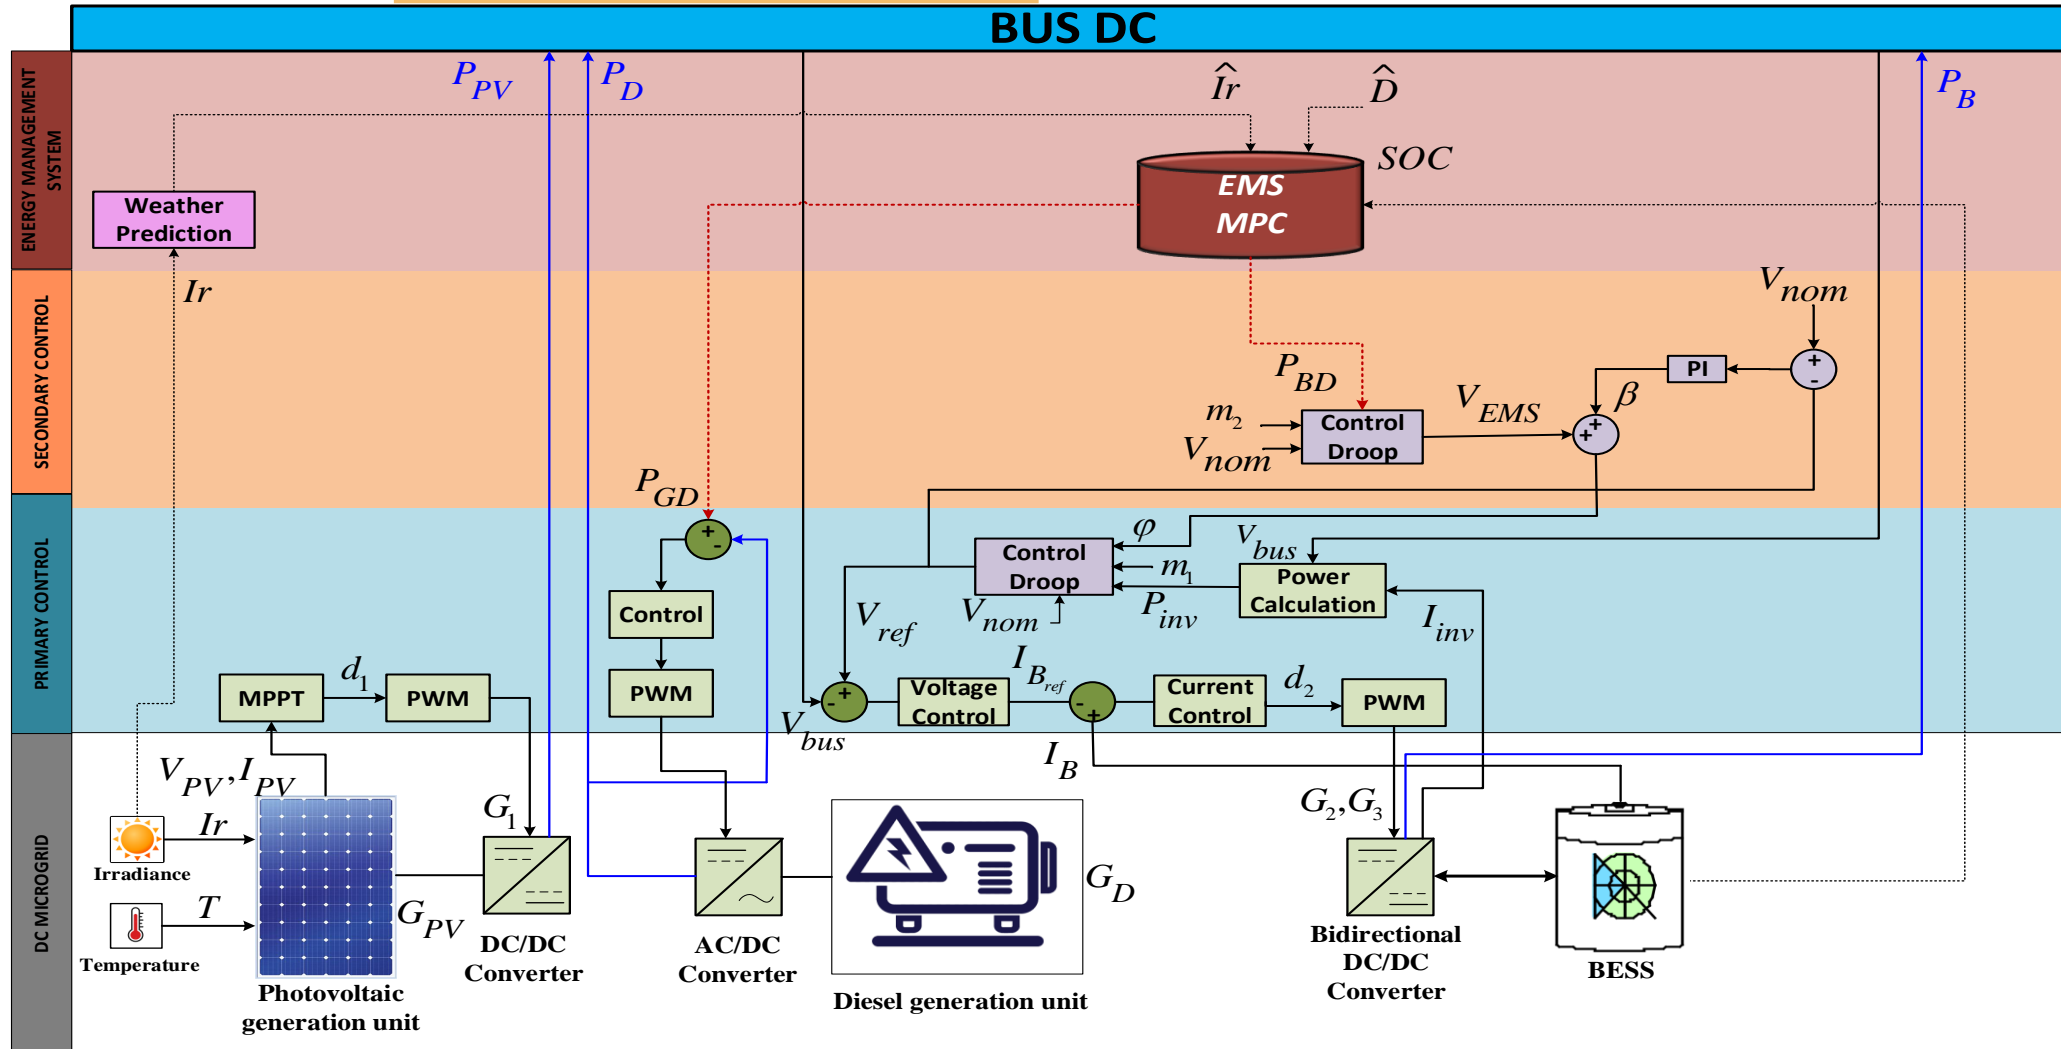 BUS DC
ENERGY MANAGEMENT
SYSTEM
P_PV
P_D
Îr
D̂
P_B
SOC
EMS
MPC
Weather
Prediction
SECONDARY CONTROL
Ir
V_nom
PI
+
-
β
P_BD
V_EMS
m_2
V_nom
Control
Droop
+
+
P_GD
PRIMARY CONTROL
+
-
φ
m_1
V_bus
Control
Droop
Power
Calculation
P_inv
V_nom
I_inv
V_ref
Control
PWM
MPPT
d_1
PWM
+
-
V_bus
Voltage
Control
I_Bref
-
+
Current
Control
d_2
PWM
DC MICROGRID
V_PV, I_PV
I_B
G_1
G_2, G_3
Ir
Irradiance
T
Temperature
G_PV
G_D
Photovoltaic
generation unit
DC/DC
Converter
AC/DC
Converter
Diesel generation unit
Bidirectional
DC/DC
Converter
BESS